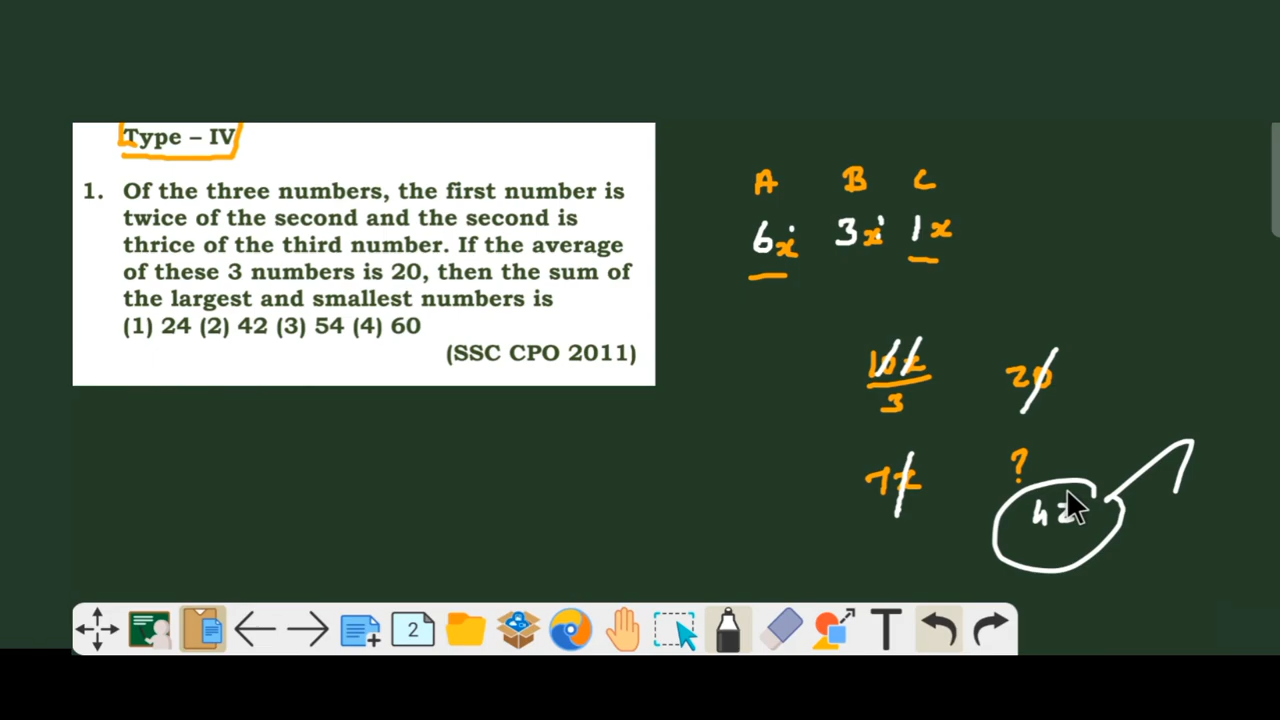 Type – IV
1. Of the three numbers, the first number is
twice of the second and the second is
thrice of the third number. If the average
of these 3 numbers is 20, then the sum of
the largest and smallest numbers is
(1) 24 (2) 42 (3) 54 (4) 60
(SSC CPO 2011)
A B C
6x 3x 1x
10x 20
3
7x ?
42
2
T